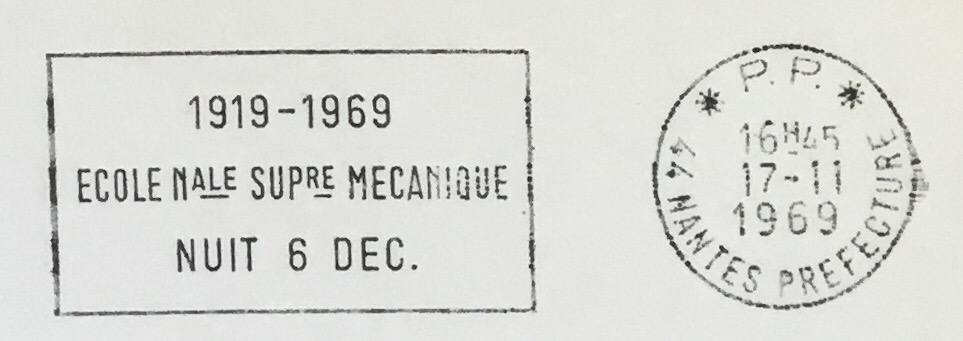 1919-1969
ECOLE NALE SUPRE MECANIQUE
NUIT 6 DEC.
* P.P. *
16H45
17-11
1969
44 NANTES PREFECTURE